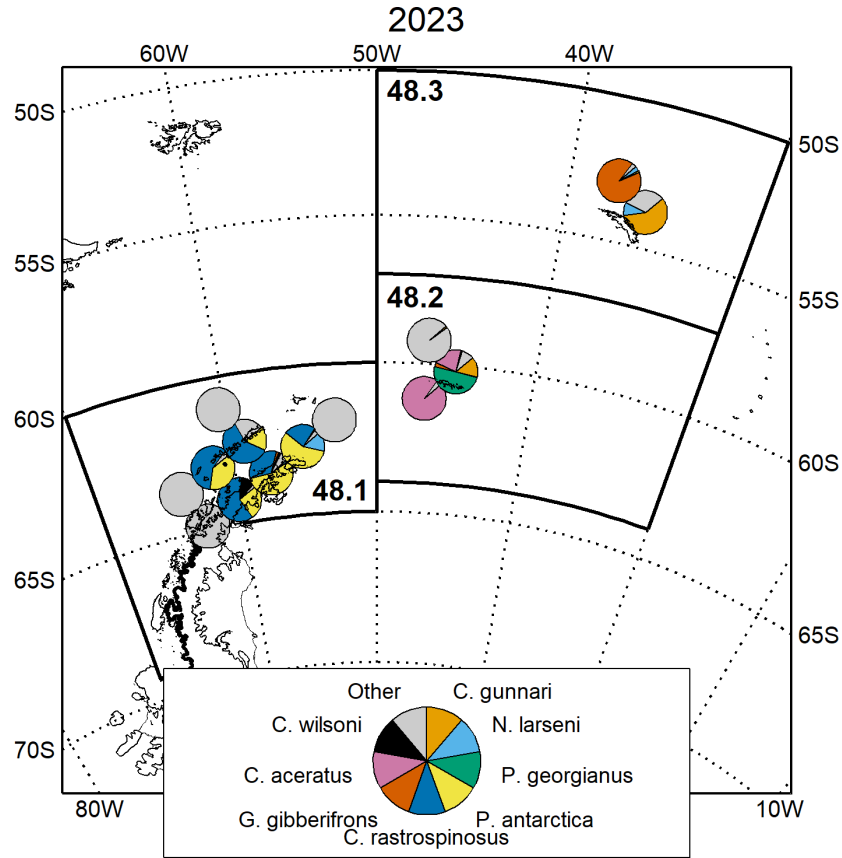 2023
60W 50W 40W
50S
48.3
50S
55S
48.2
55S
60S
60S
48.1
65S
65S
Other C. gunnari
C. wilsoni N. larseni
70S
C. aceratus P. georgianus
80W
10W
G. gibberifrons P. antarctica
C. rastrospinosus